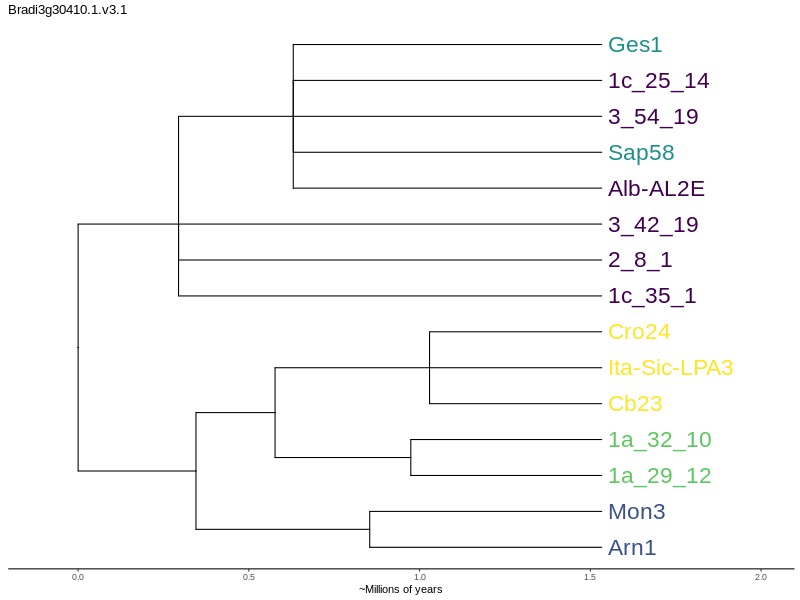 Bradi3g30410.1.v3.1
Ges1
1c_25_14
3_54_19
Sap58
Alb-AL2E
3_42_19
2_8_1
1c_35_1
Cro24
Ita-Sic-LPA3
Cb23
1a_32_10
1a_29_12
Mon3
Arn1
0.0 0.5 1.0 1.5 2.0
~Millions of years